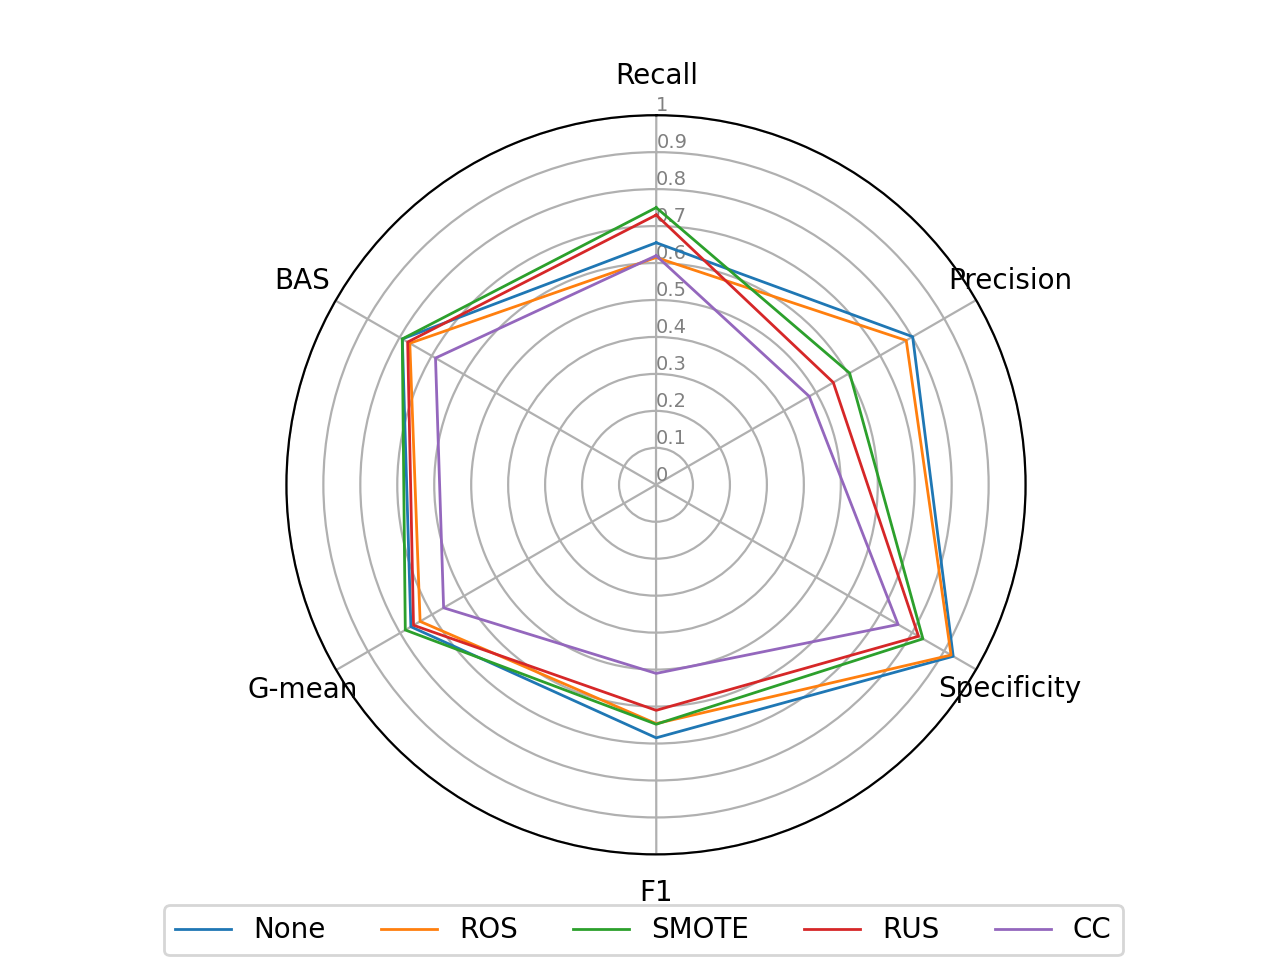 Recall
1
0.9
0.8
0.7
0.6
0.5
0.4
0.3
0.2
0.1
0
BAS
Precision
G-mean
Specificity
F1
None ROS SMOTE RUS CC